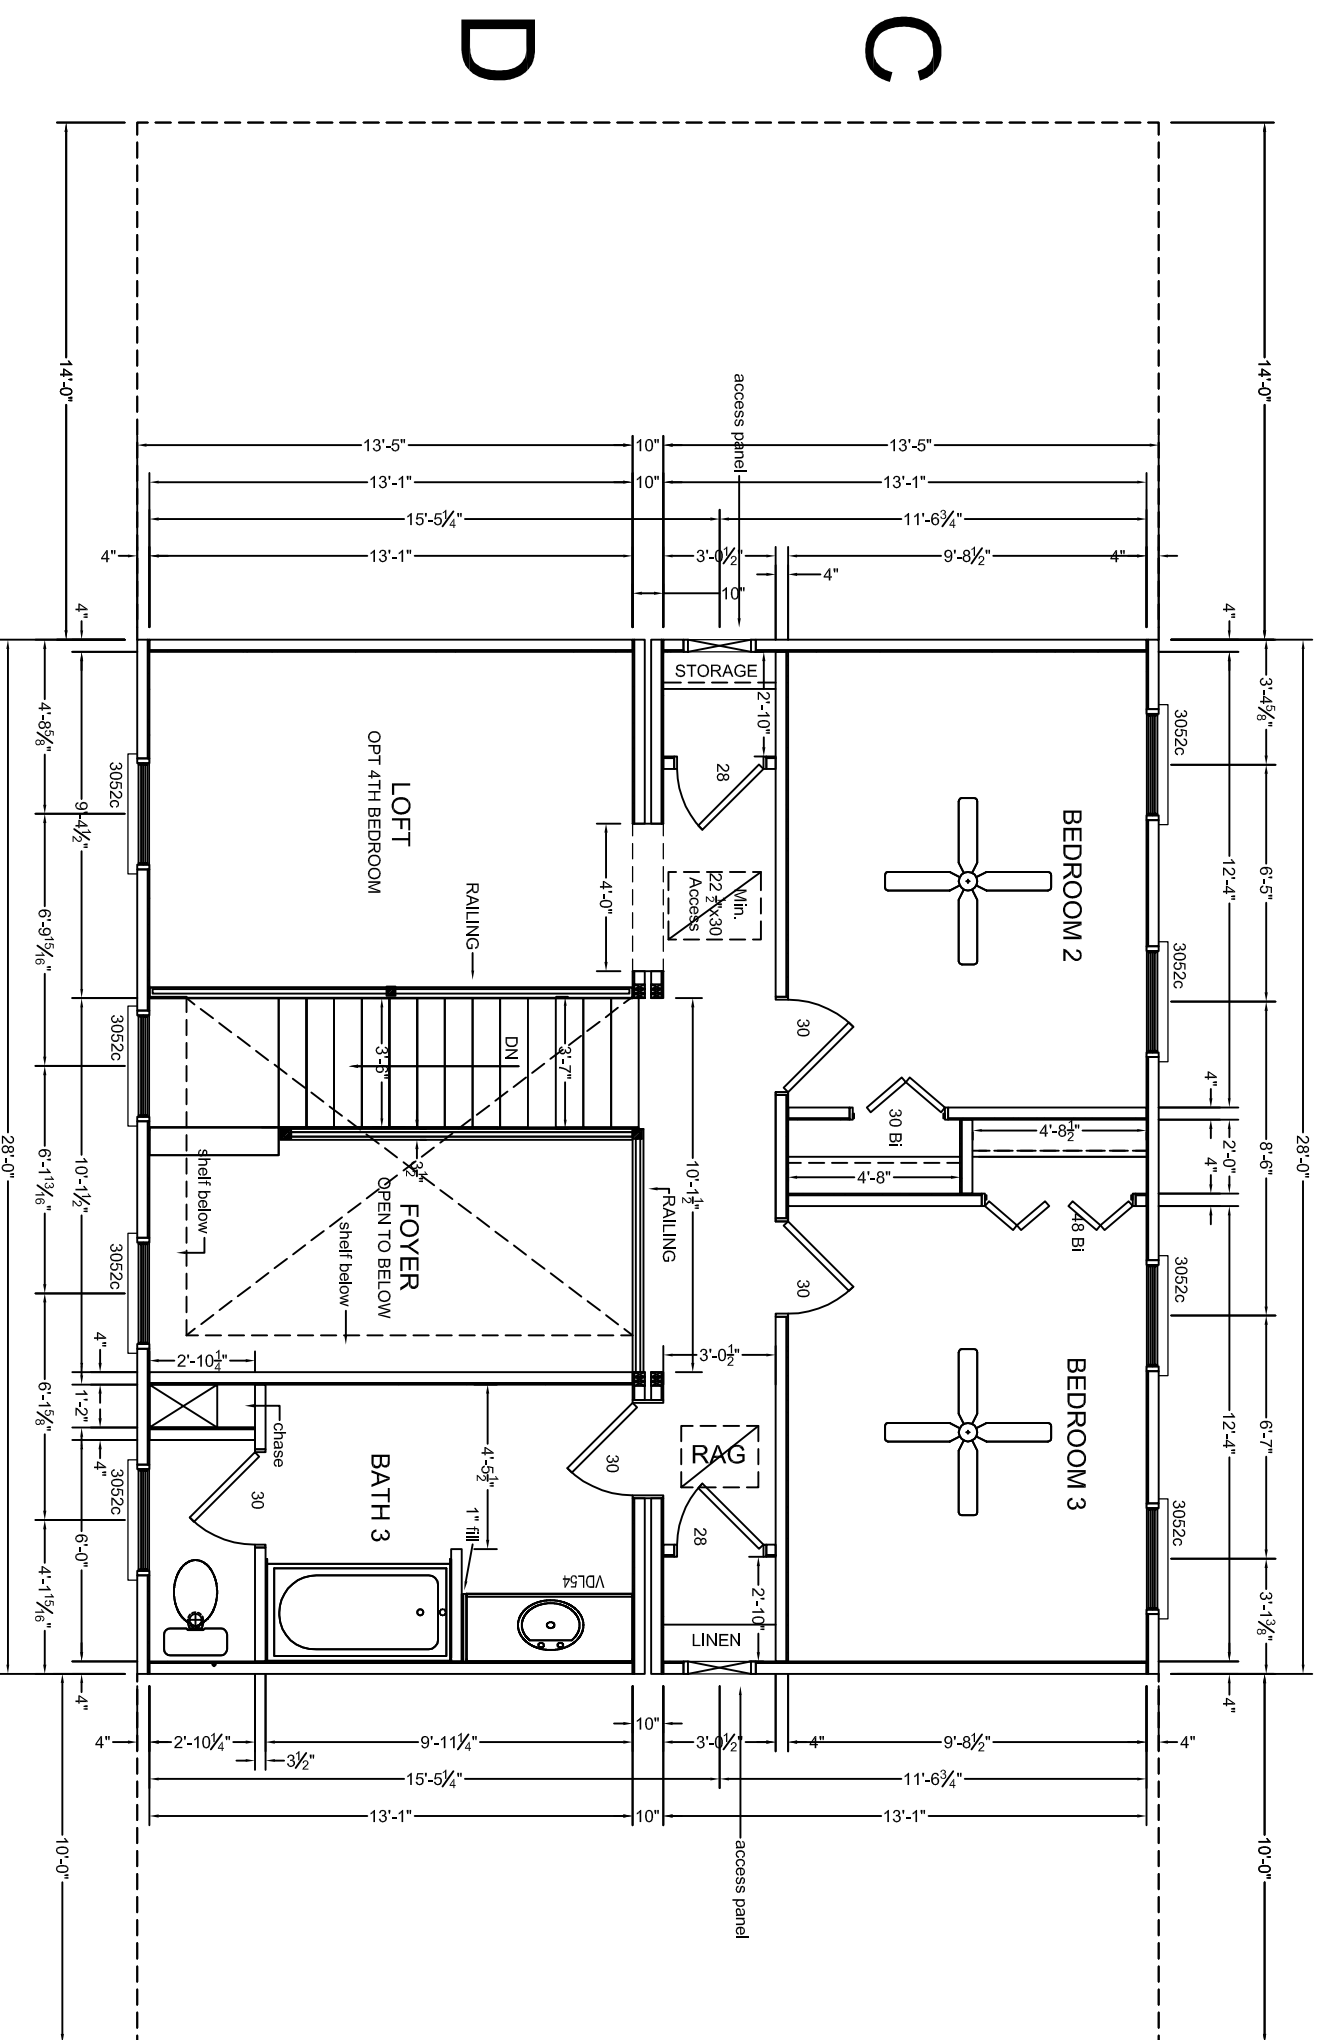 C
D
14'-0"
14'-0"
access panel
13'-5"
10"
13'-5"
13'-1"
10"
13'-1"
15'-5¼"
11'-6¾"
4"
13'-1"
3'-0½"
4"
9'-8½"
4"
10"
4"
4"
28'-0"
3'-4⅝"
12'-4"
6'-5"
8'-6"
4"
2'-0"
4"
6'-7"
12'-4"
3'-1⅜"
4"
3052c
3052c
3052c
3052c
STORAGE
2'-10"
28
Min.
22 ½"x30
Access
BEDROOM 2
30
30 Bi
4'-8½"
4'-8"
48 Bi
30
BEDROOM 3
LOFT
OPT 4TH BEDROOM
RAILING
4'-0"
DN
3'-6"
3'-7"
3½"
FOYER
OPEN TO BELOW
shelf below
shelf below
10'-1½"
RAILING
3'-0½"
RAG
28
2'-10"
LINEN
2'-10¼"
chase
BATH 3
4'-5½"
30
1" fill
VDL54
30
3052c
3052c
3052c
3052c
4'-8⅝"
9'-4½"
6'-9 15/16"
6'-1 13/16"
10'-1½"
4"
6'-1⅝"
1'-2"
4"
6'-0"
4'-1 15/16"
4"
28'-0"
4"
2'-10¼"
3½"
9'-11¼"
10"
3'-0½"
4"
9'-8½"
4"
15'-5¼"
11'-6¾"
13'-1"
10"
13'-1"
access panel
10'-0"
10'-0"